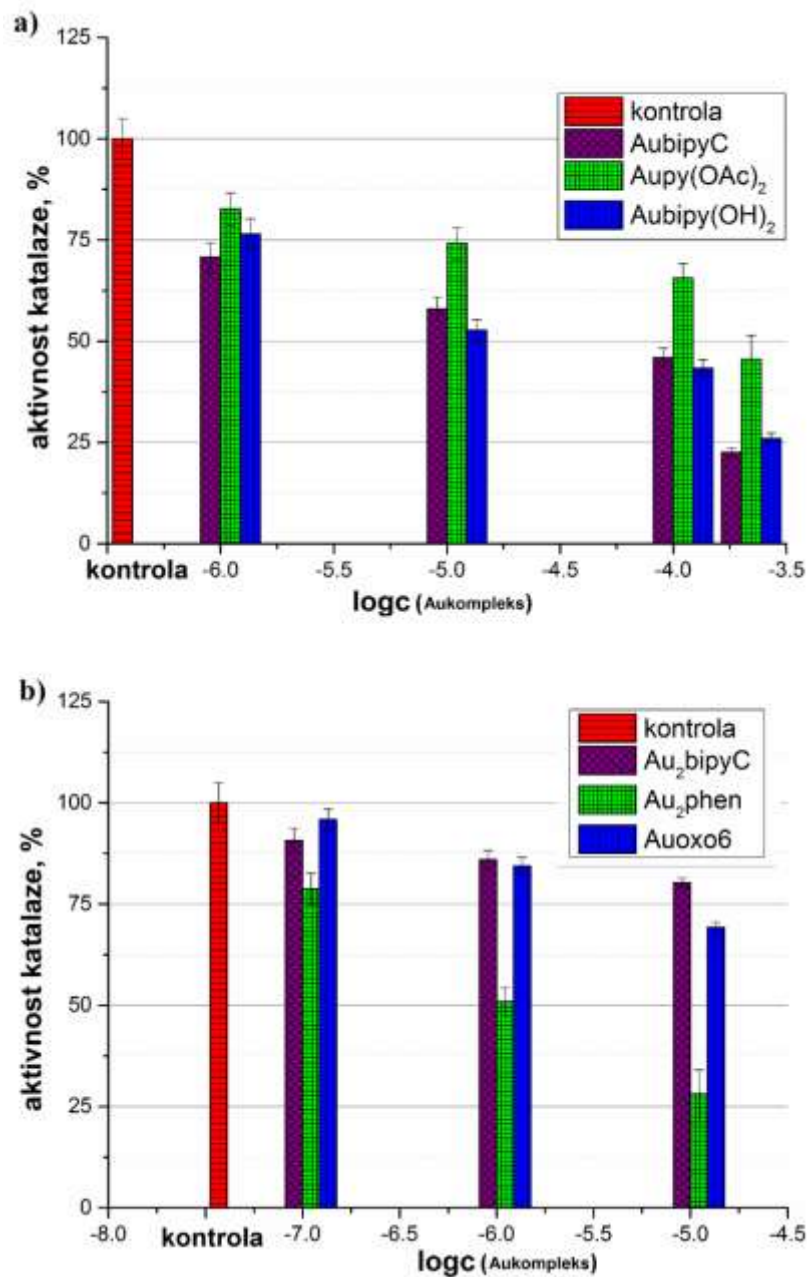 a)
125
100
75
50
25
0
aktivnost katalaze, %
kontrola
AubipyC
Aupy(OAc)₂
Aubipy(OH)₂
kontrola -6.0 -5.5 -5.0 -4.5 -4.0 -3.5
logc (Aukompleks)
b)
125
100
75
50
25
0
aktivnost katalaze, %
kontrola
Au₂bipyC
Au₂phen
Auoxo6
-8.0 kontrola -7.0 -6.5 -6.0 -5.5 -5.0 -4.5
logc (Aukompleks)